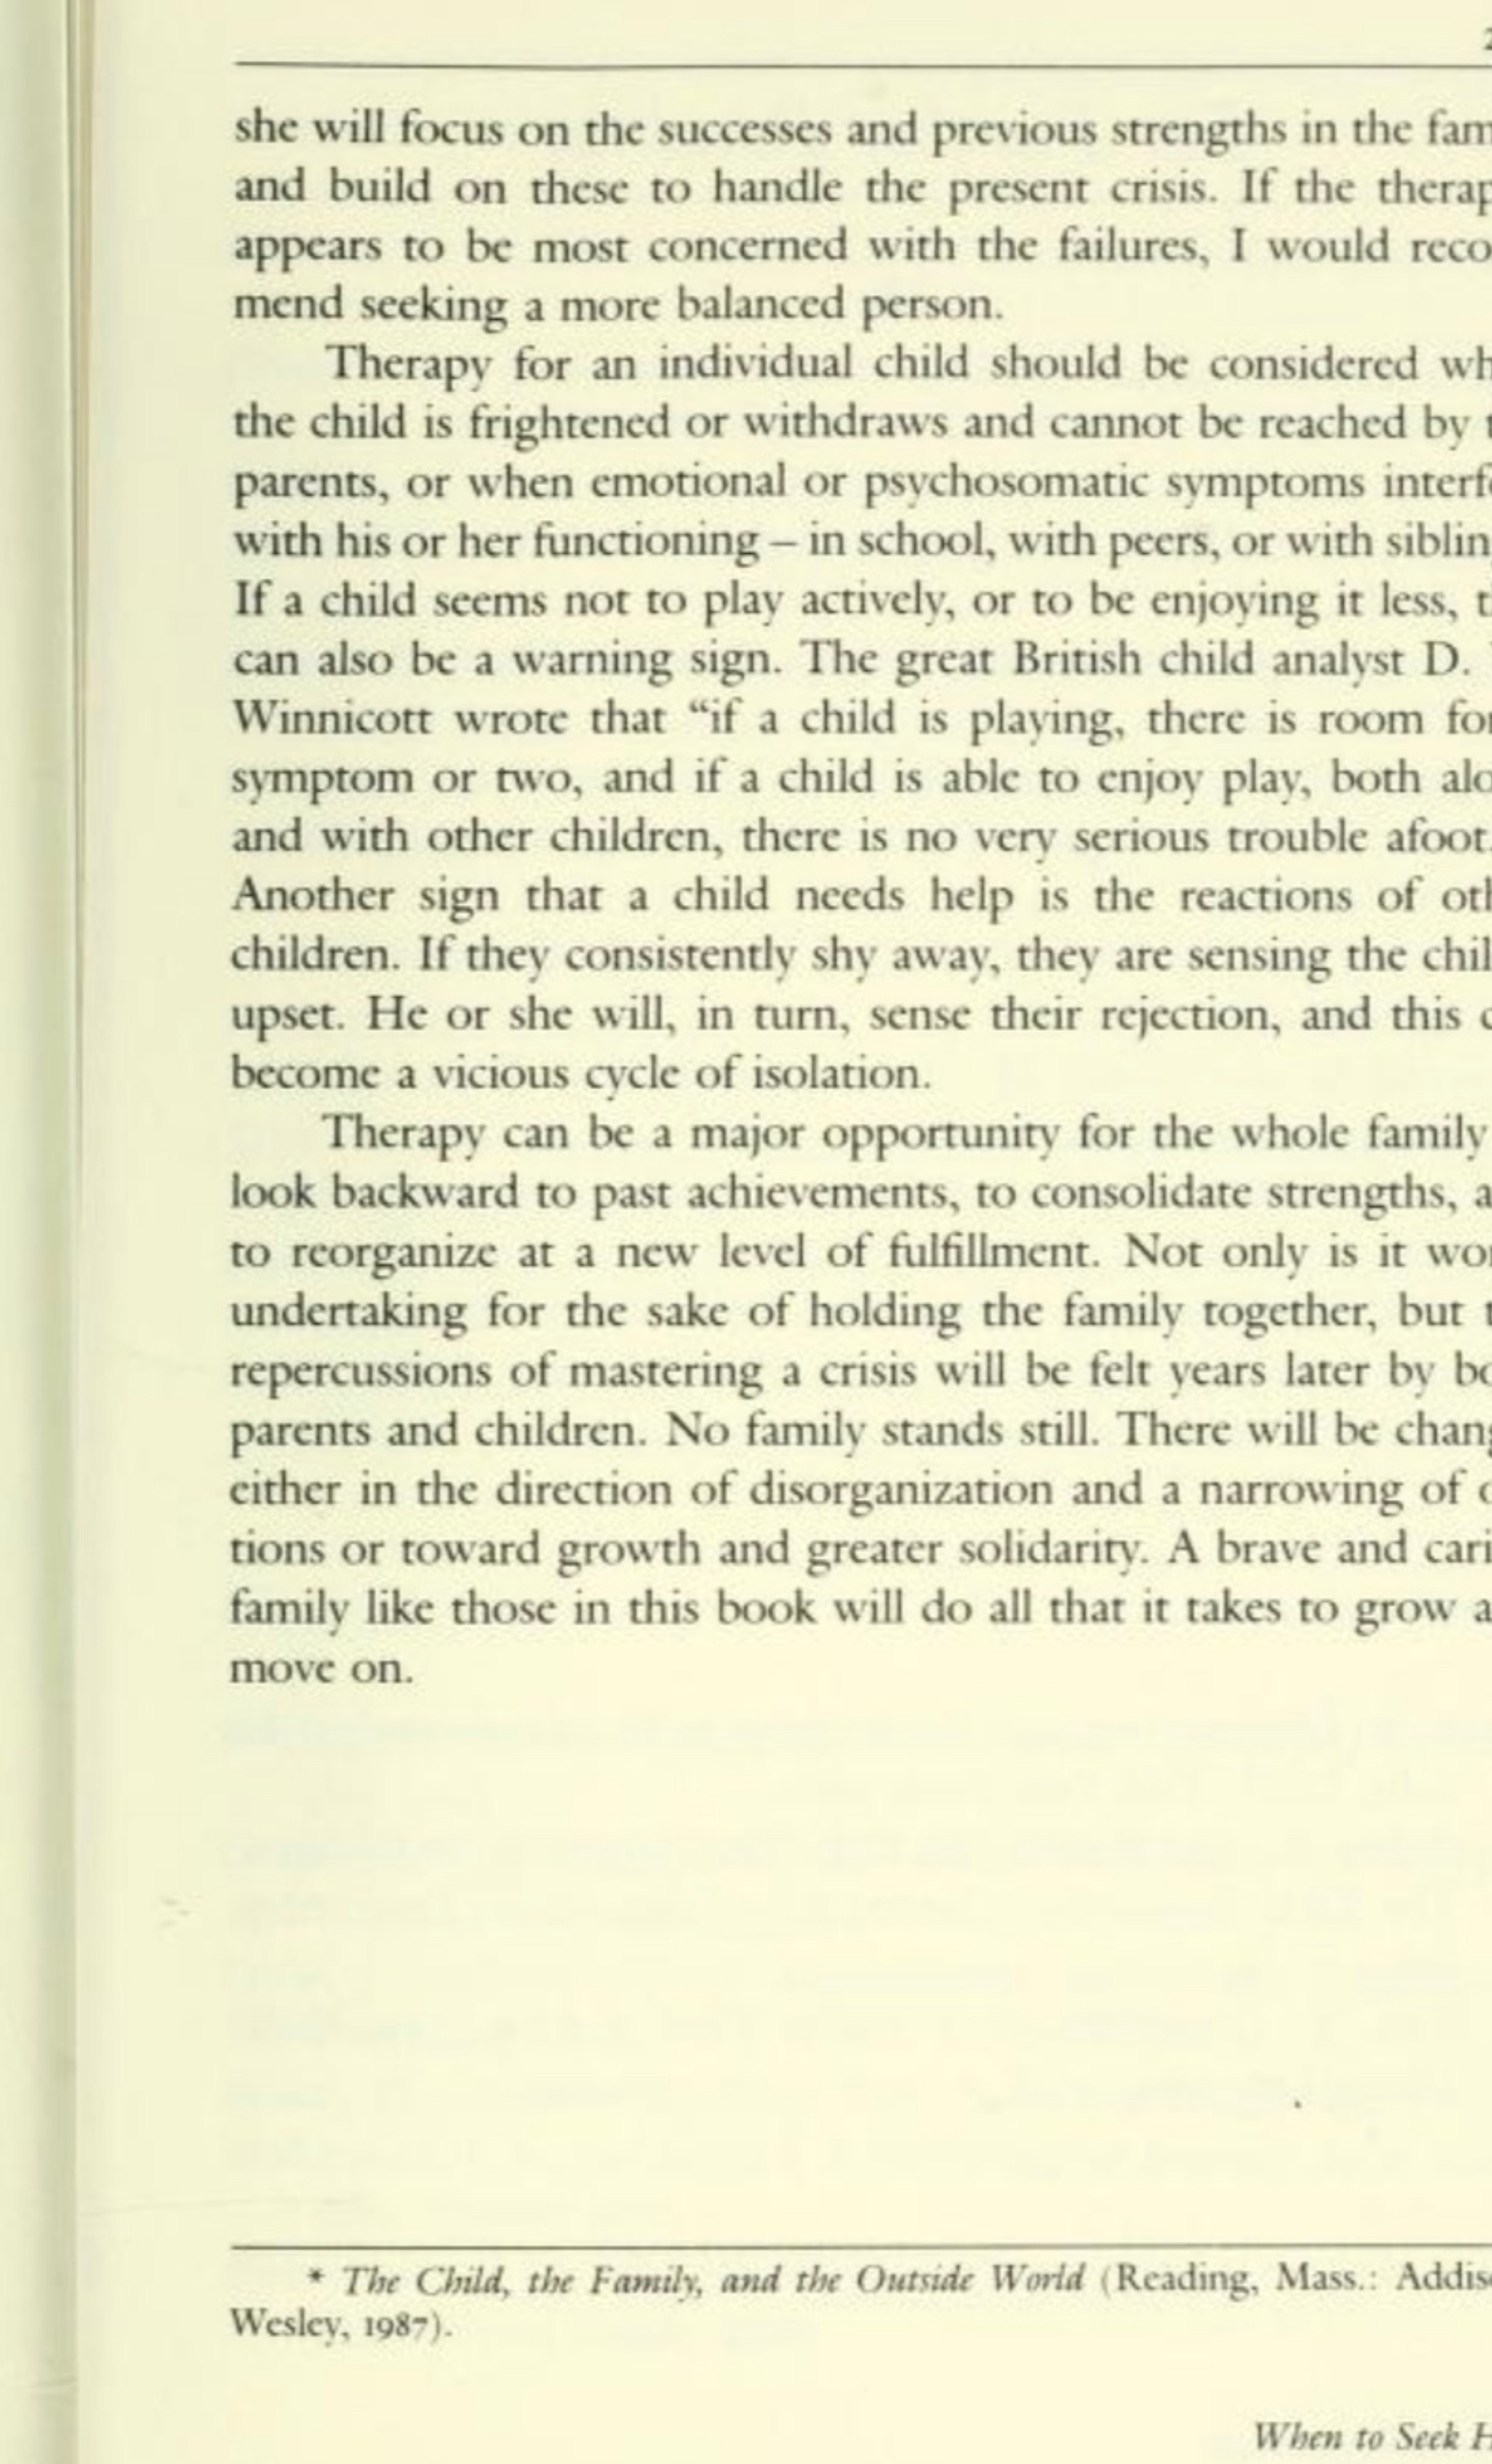 she will focus on the successes and previous strengths in the fam
and build on these to handle the present crisis. If the therap
appears to be most concerned with the failures, I would reco
mend seeking a more balanced person.
Therapy for an individual child should be considered wh
the child is frightened or withdraws and cannot be reached by t
parents, or when emotional or psychosomatic symptoms interfe
with his or her functioning – in school, with peers, or with siblin
If a child seems not to play actively, or to be enjoying it less, t
can also be a warning sign. The great British child analyst D.
Winnicott wrote that “if a child is playing, there is room for
symptom or two, and if a child is able to enjoy play, both alo
and with other children, there is no very serious trouble afoot.
Another sign that a child needs help is the reactions of oth
children. If they consistently shy away, they are sensing the chil
upset. He or she will, in turn, sense their rejection, and this c
become a vicious cycle of isolation.
Therapy can be a major opportunity for the whole family
look backward to past achievements, to consolidate strengths, a
to reorganize at a new level of fulfillment. Not only is it wor
undertaking for the sake of holding the family together, but t
repercussions of mastering a crisis will be felt years later by bo
parents and children. No family stands still. There will be chang
either in the direction of disorganization and a narrowing of o
tions or toward growth and greater solidarity. A brave and cari
family like those in this book will do all that it takes to grow a
move on.
* The Child, the Family, and the Outside World (Reading, Mass.: Addiso
Wesley, 1987).
When to Seek H